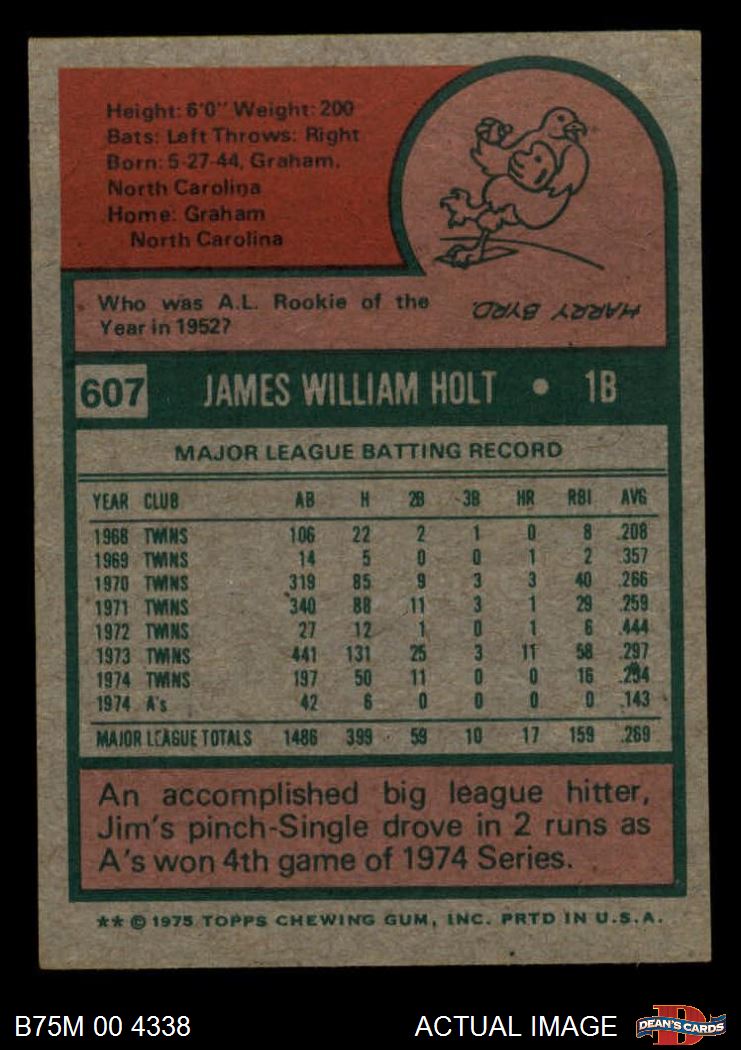 Height: 6'0" Weight: 200
Bats: Left Throws: Right
Born: 5-27-44, Graham,
North Carolina
Home: Graham
North Carolina
Who was A.L. Rookie of the
Year in 1952?
HARRY BYRD.
607 JAMES WILLIAM HOLT • 1B
MAJOR LEAGUE BATTING RECORD
YEAR CLUB AB H 2B 3B HR RBI AVG
1968 TWINS 106 22 2 1 0 8 .208
1969 TWINS 14 5 0 0 1 2 .357
1970 TWINS 319 85 9 3 3 40 .266
1971 TWINS 340 88 11 3 1 29 .259
1972 TWINS 27 12 1 0 1 6 .444
1973 TWINS 441 131 25 3 11 58 .297
1974 TWINS 197 50 11 0 0 16 .254
1974 A's 42 6 0 0 0 0 .143
MAJOR LEAGUE TOTALS 1486 399 59 10 17 159 .269
An accomplished big league hitter,
Jim's pinch-Single drove in 2 runs as
A's won 4th game of 1974 Series.
** © 1975 TOPPS CHEWING GUM, INC. PRTD IN U.S.A.
B75M 00 4338 ACTUAL IMAGE DEAN'S CARDS